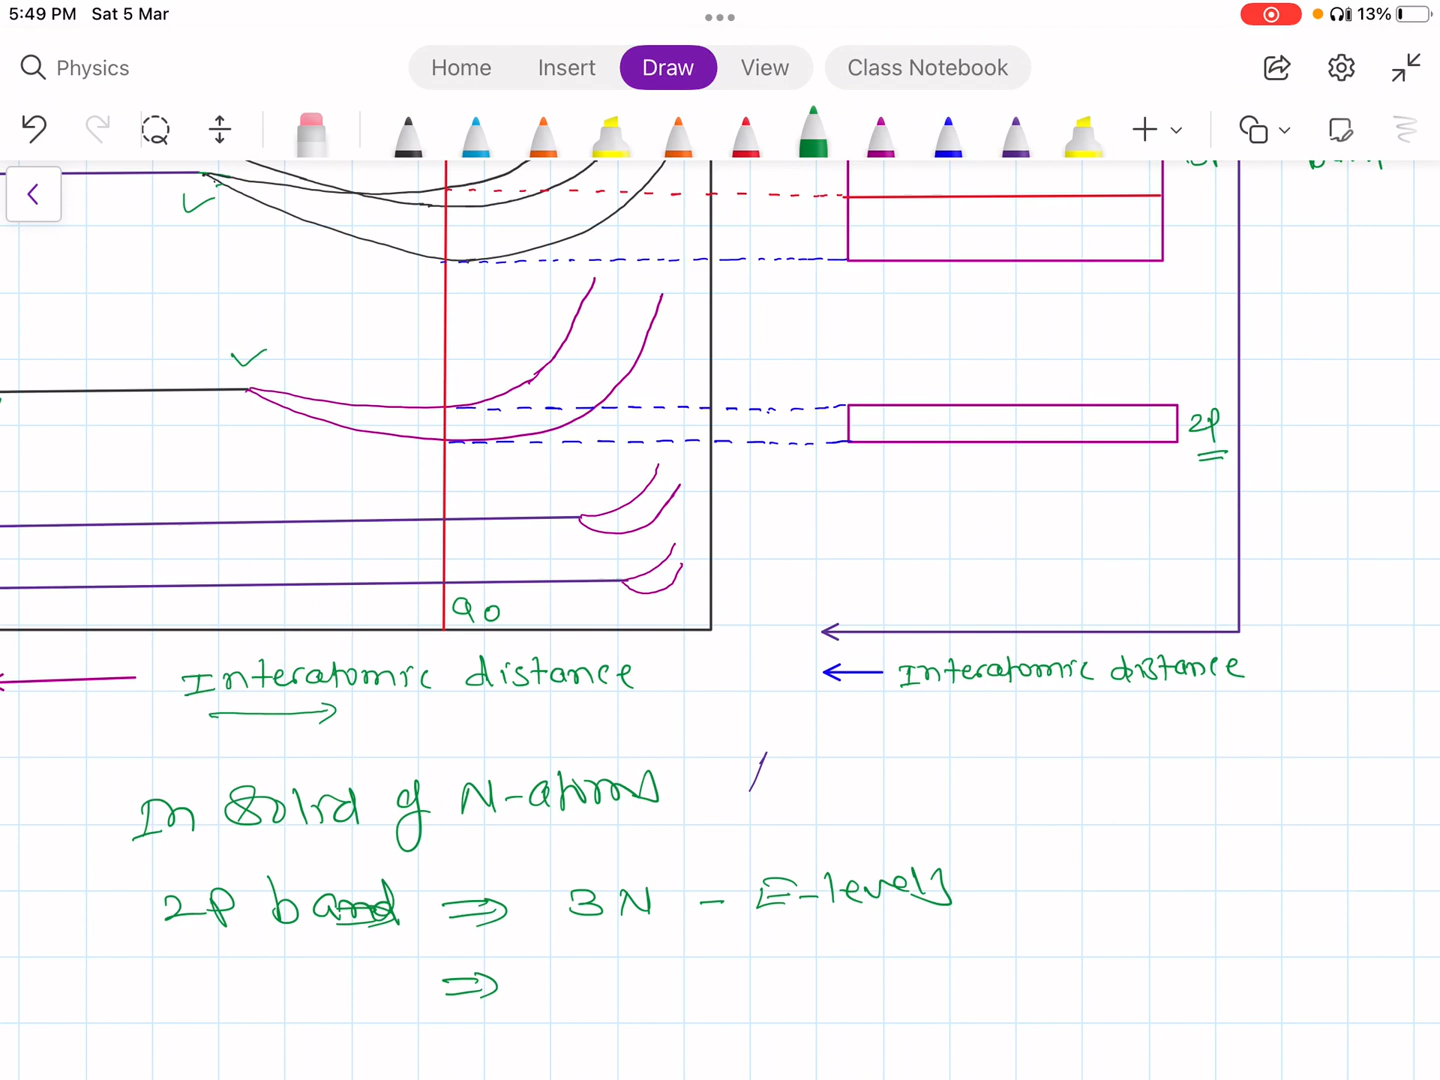 5:49 PM Sat 5 Mar
13%
Physics
Home Insert Draw View Class Notebook
2P
a0
Interatomic distance
Interatomic distance
In Solid of N-atoms
2P band ⇒ 3N - E-levels
⇒